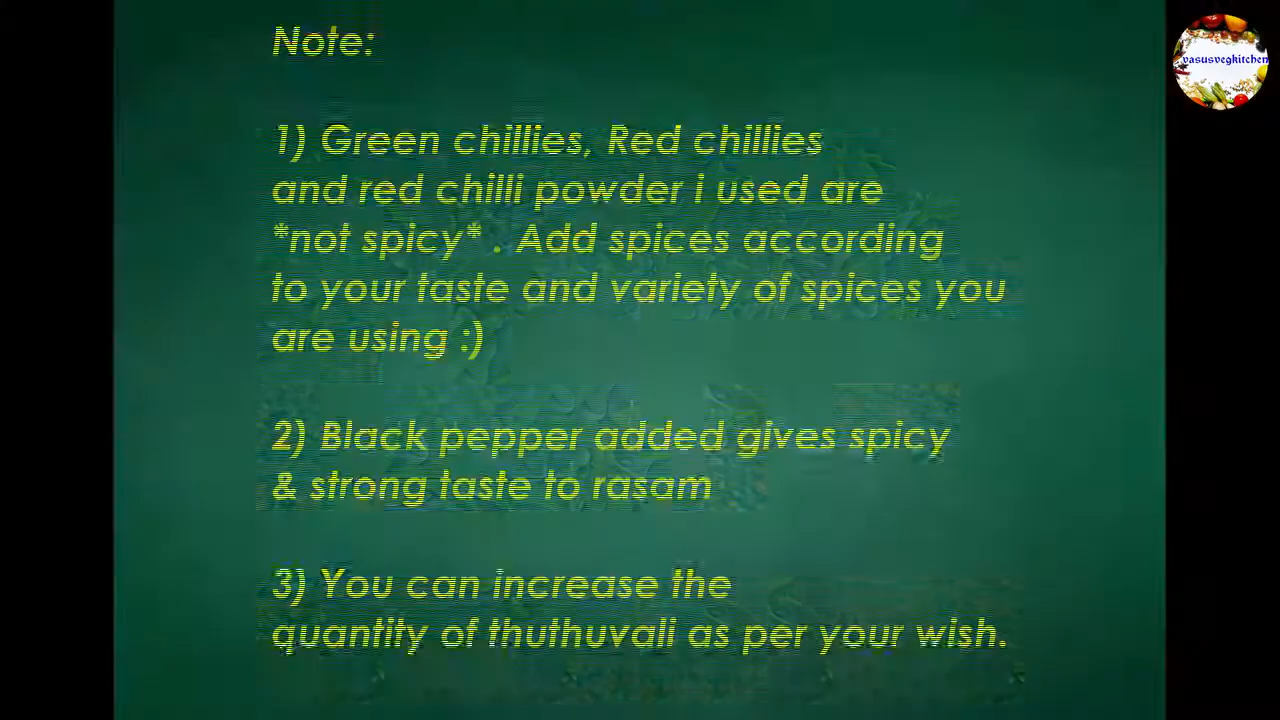 Note:
1) Green chillies, Red chillies
and red chilli powder i used are
*not spicy* . Add spices according
to your taste and variety of spices you
are using :)
2) Black pepper added gives spicy
& strong taste to rasam
3) You can increase the
quantity of thuthuvali as per your wish.
vasusvegkitchen